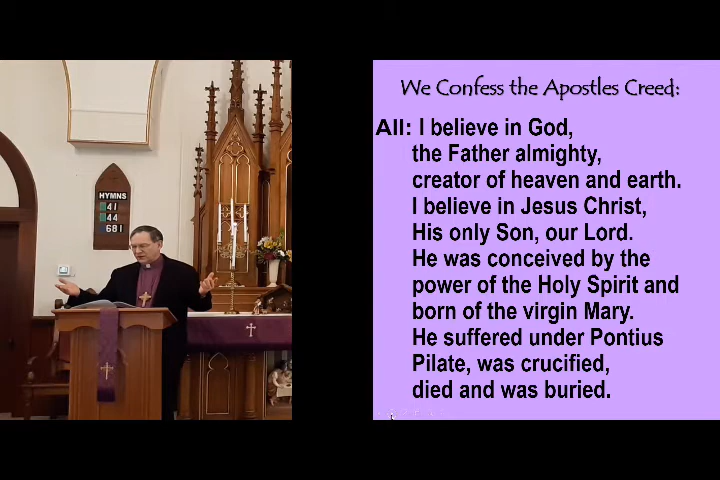 HYMNS
41
44
681
We Confess the Apostles Creed:
All: I believe in God,
the Father almighty,
creator of heaven and earth.
I believe in Jesus Christ,
His only Son, our Lord.
He was conceived by the
power of the Holy Spirit and
born of the virgin Mary.
He suffered under Pontius
Pilate, was crucified,
died and was buried.